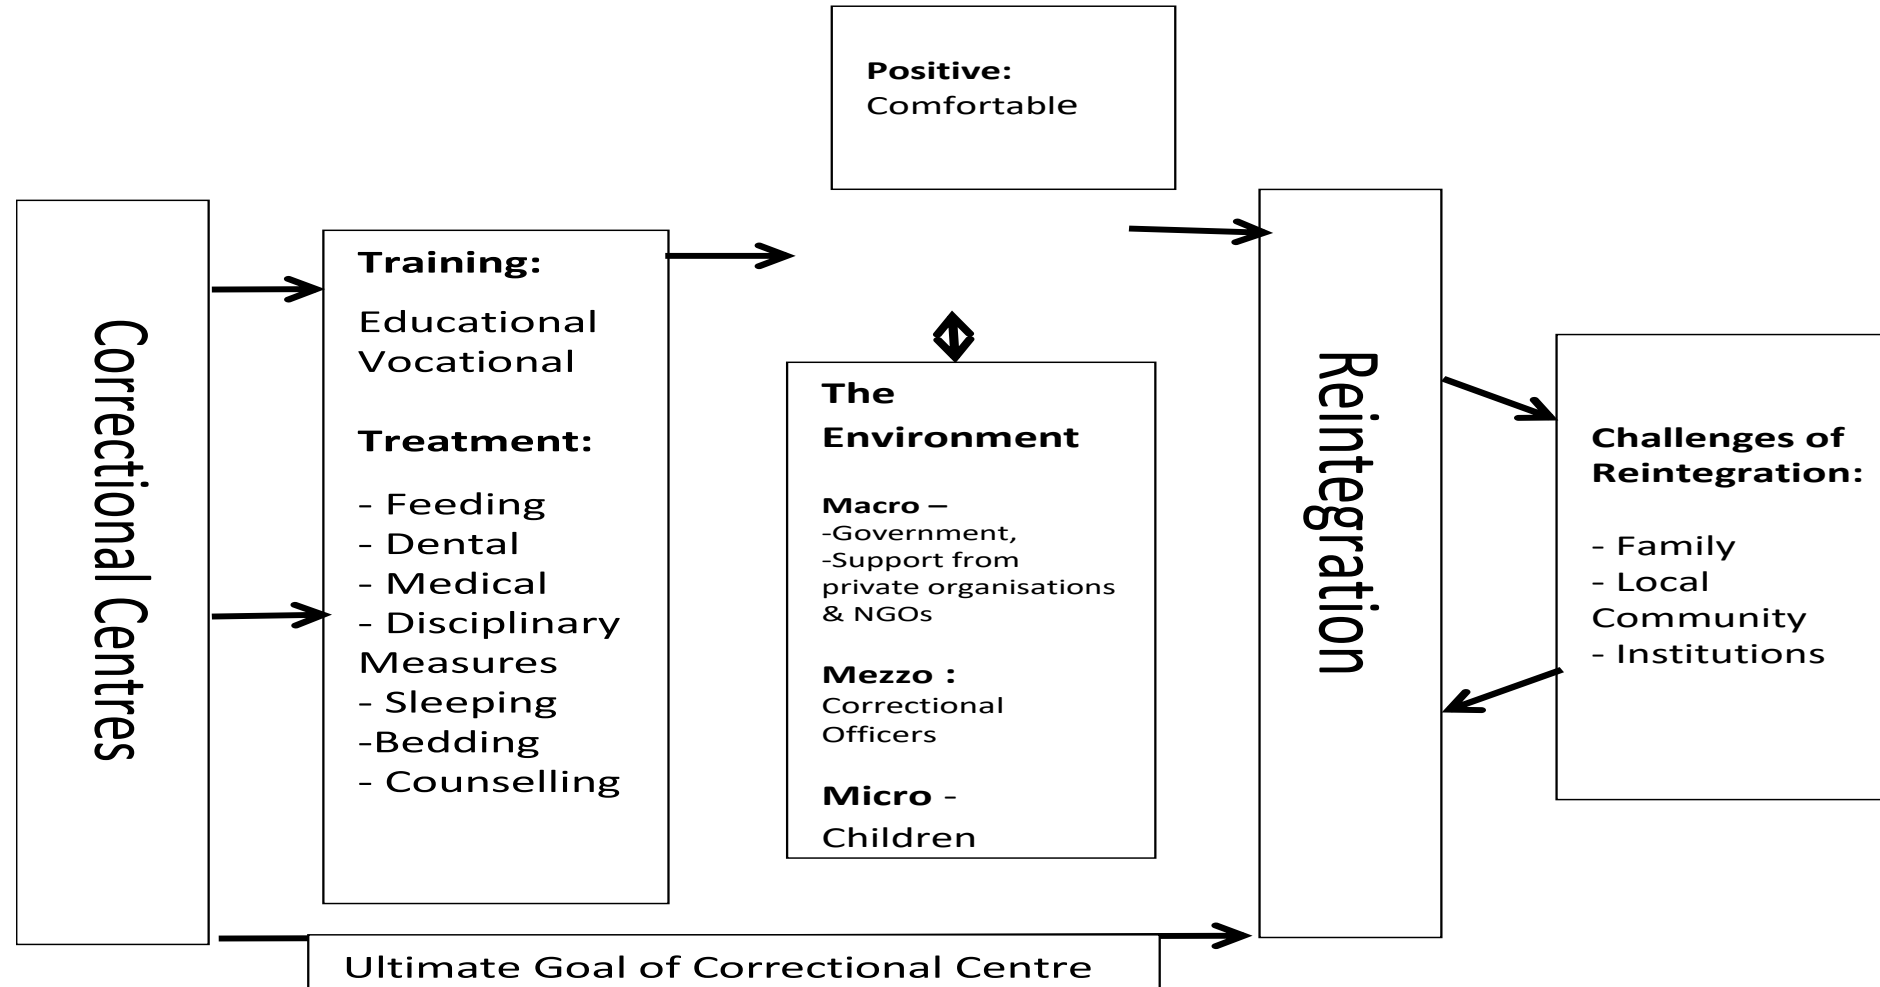 Positive:
Comfortable
Correctional Centres
Training:
Educational
Vocational
Treatment:
- Feeding
- Dental
- Medical
- Disciplinary
Measures
- Sleeping
-Bedding
- Counselling
The
Environment
Macro –
-Government,
-Support from
private organisations
& NGOs
Mezzo :
Correctional
Officers
Micro -
Children
Reintegration
Challenges of
Reintegration:
- Family
- Local
Community
- Institutions
Ultimate Goal of Correctional Centre